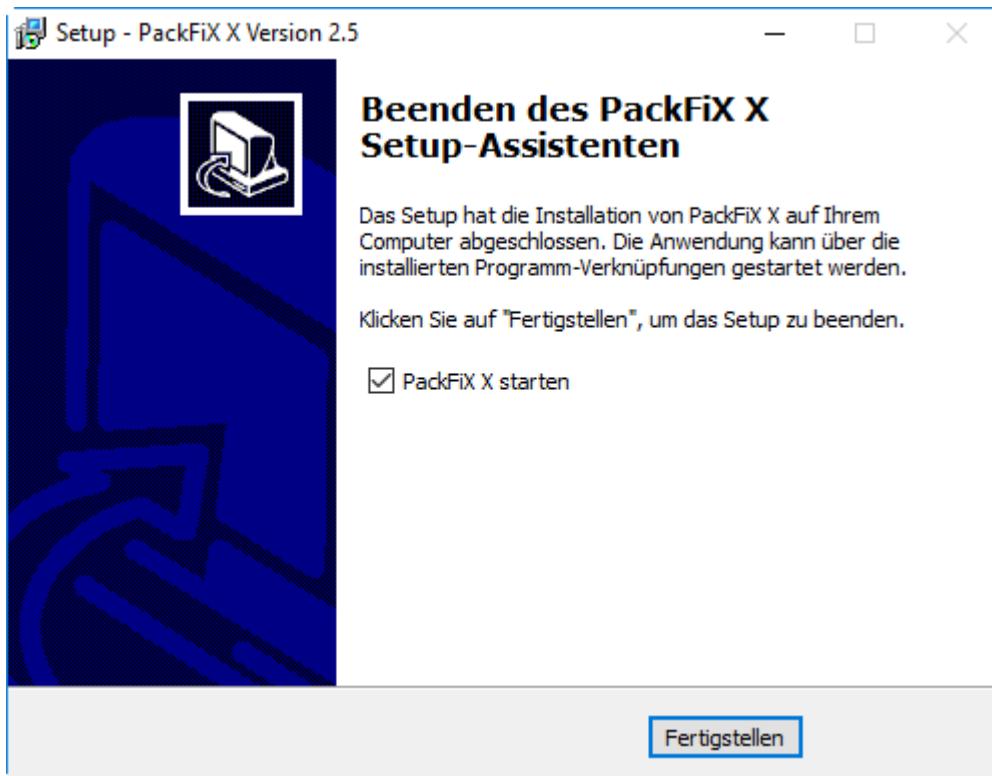 Setup - PackFiX X Version 2.5
Beenden des PackFiX X
Setup-Assistenten
Das Setup hat die Installation von PackFiX X auf Ihrem
Computer abgeschlossen. Die Anwendung kann über die
installierten Programm-Verknüpfungen gestartet werden.
Klicken Sie auf "Fertigstellen", um das Setup zu beenden.
PackFiX X starten
Fertigstellen